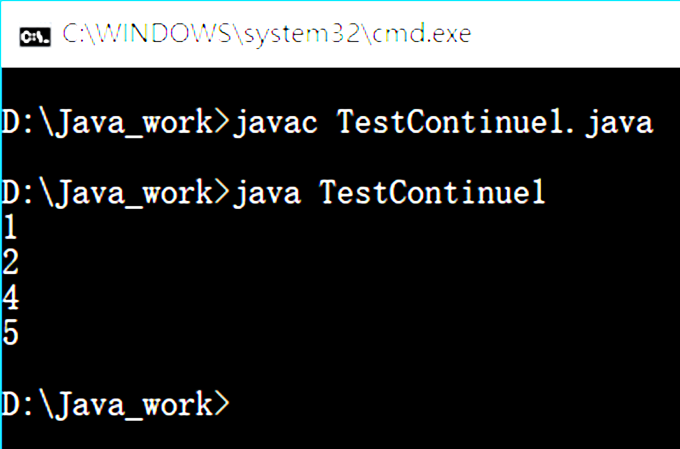 C:\WINDOWS\system32\cmd.exe
D:\Java_work>javac TestContinue1.java
D:\Java_work>java TestContinue1
1
2
4
5
D:\Java_work>